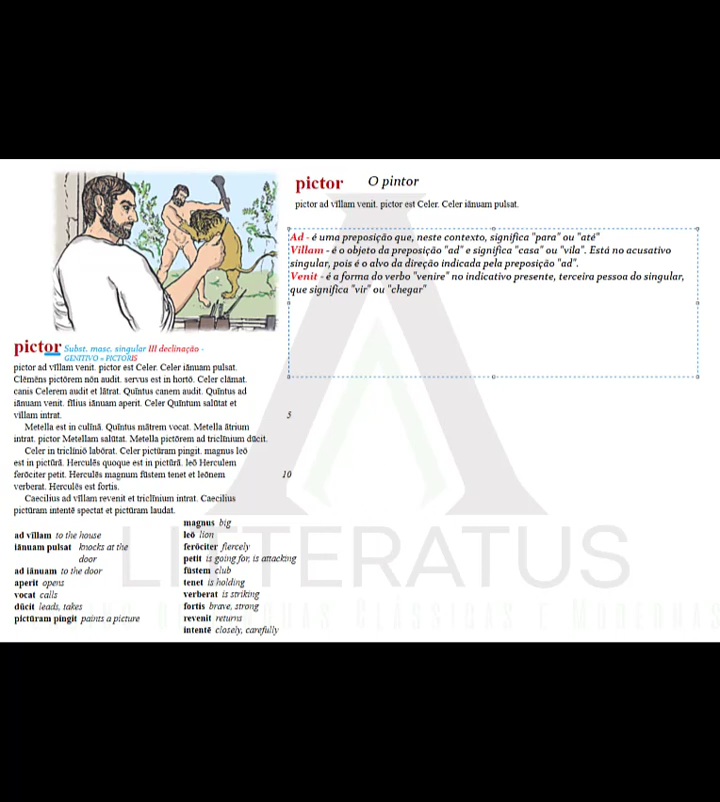 pictor O pintor
pictor ad vīllam venit. pictor est Celer. Celer iānuam pulsat.
Ad - é uma preposição que, neste contexto, significa "para" ou "até"
Villam - é o objeto da preposição "ad" e significa "casa" ou "vila". Está no acusativo
singular, pois é o alvo da direção indicada pela preposição "ad".
Venit - é a forma do verbo "venire" no indicativo presente, terceira pessoa do singular,
que significa "vir" ou "chegar"
pictor Subst. masc. singular III declinação -
GENITIVO = PICTORIS
pictor ad vīllam venit. pictor est Celer. Celer iānuam pulsat.
Clēmēns pictōrem nōn audit. servus est in hortō. Celer clāmat.
canis Celerem audit et lātrat. Quīntus canem audit. Quīntus ad
iānuam venit. fīlius iānuam aperit. Celer Quīntum salūtat et
vīllam intrat.
5
Metella est in culīnā. Quīntus mātrem vocat. Metella ātrium
intrat. pictor Metellam salūtat. Metella pictōrem ad triclīnium dūcit.
Celer in triclīniō labōrat. Celer pictūram pingit. magnus leō
est in pictūrā. Herculēs quoque est in pictūrā. leō Herculem
ferōciter petit. Herculēs magnum fūstem tenet et leōnem
10
verberat. Herculēs est fortis.
Caecilius ad vīllam revenit et triclīnium intrat. Caecilius
pictūram intentē spectat et pictūram laudat.
ad vīllam to the house
iānuam pulsat knocks at the
door
ad iānuam to the door
aperit opens
vocat calls
dūcit leads, takes
pictūram pingit paints a picture
magnus big
leō lion
ferōciter fiercely
petit is going for, is attacking
fūstem club
tenet is holding
verberat is striking
fortis brave, strong
revenit returns
intentē closely, carefully
LITTERATUS
CLÁSSICAS E MODERNAS